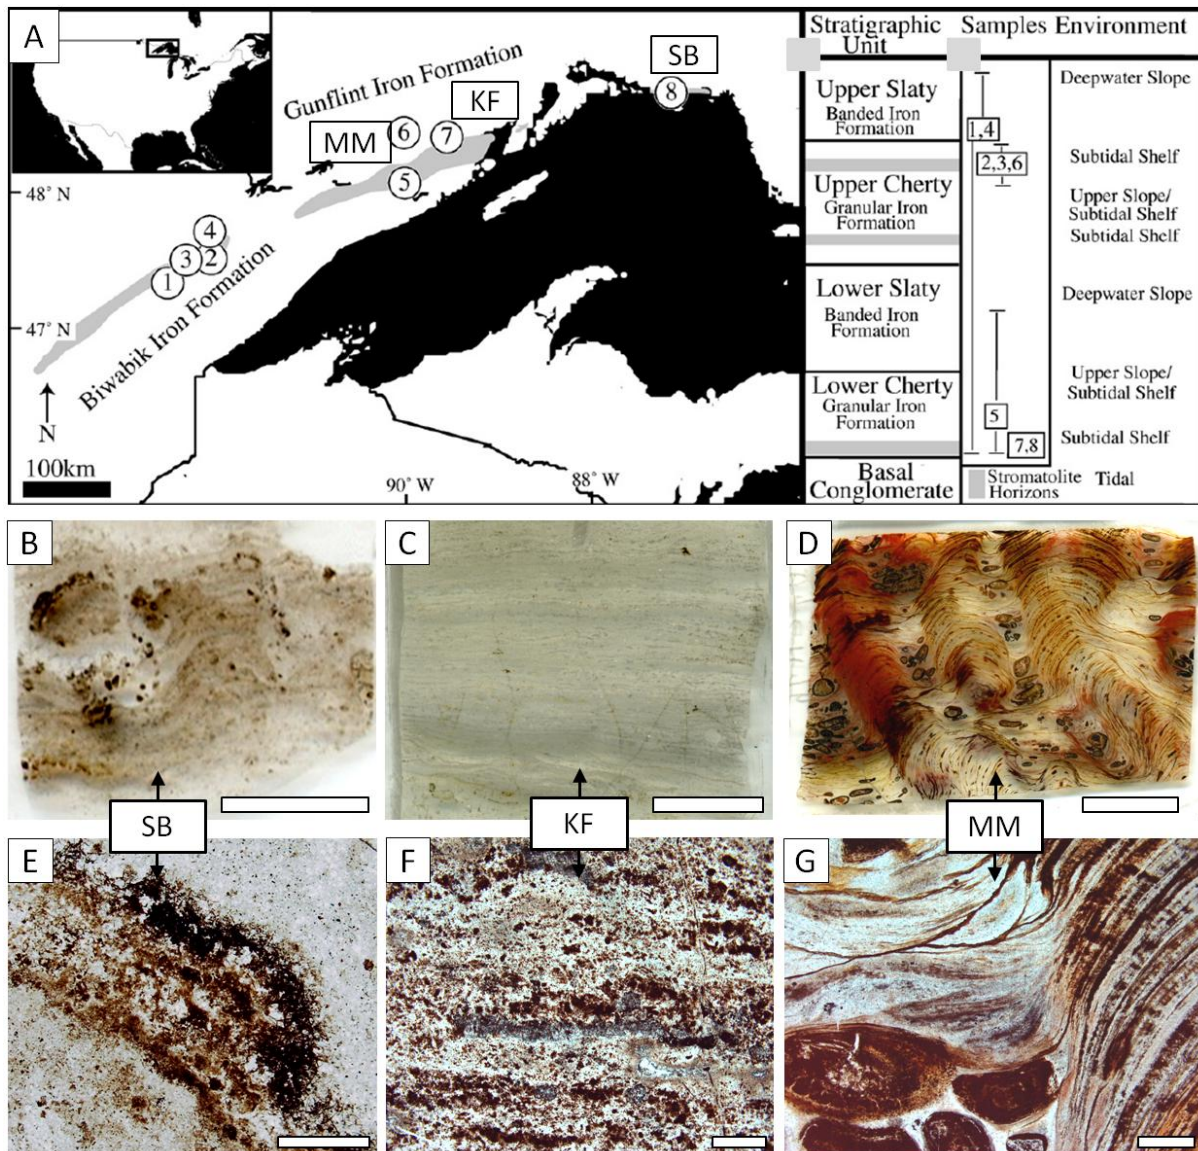 A
Gunflint Iron Formation
Biwabik Iron Formation
MM
KF
SB
6
7
8
5
4
3
2
1
48° N
47° N
N
100km
90° W
88° W
Stratigraphic
Unit
Samples
Environment
Upper Slaty
Banded Iron
Formation
Upper Cherty
Granular Iron
Formation
Lower Slaty
Banded Iron
Formation
Lower Cherty
Granular Iron
Formation
Basal
Conglomerate
1,4
2,3,6
5
7,8
Stromatolite
Horizons
Deepwater Slope
Subtidal Shelf
Upper Slope/
Subtidal Shelf
Subtidal Shelf
Deepwater Slope
Upper Slope/
Subtidal Shelf
Subtidal Shelf
Tidal
B
C
D
SB
KF
MM
E
F
G